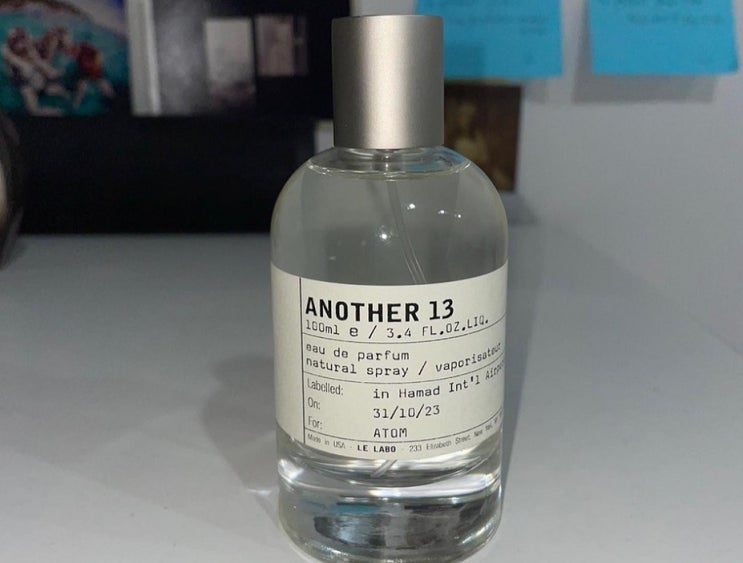 ANOTHER 13
100ml e / 3.4 FL.OZ.LIQ.
eau de parfum
natural spray / vaporisateur
Labelled: in Hamad Int'l Airport
On: 31/10/23
For: ATOM
Made in USA - LE LABO - 233 Elizabeth Street, New York,